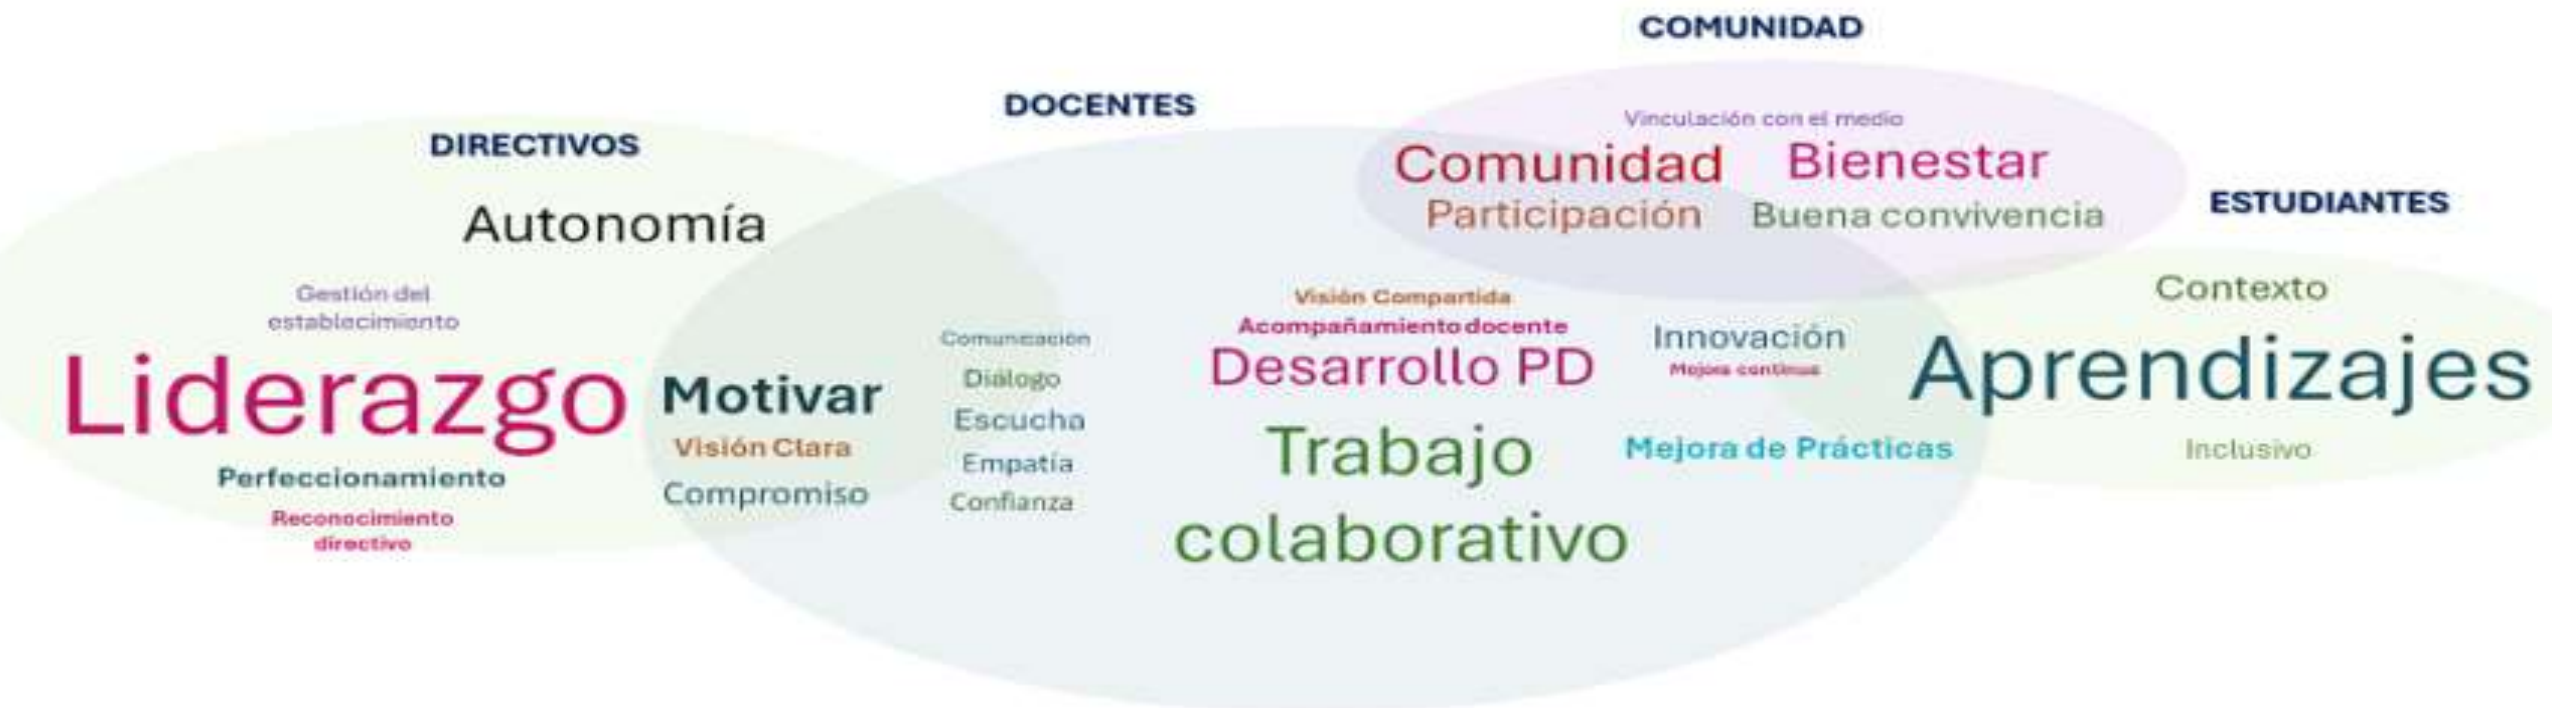 COMUNIDAD
DOCENTES
DIRECTIVOS
ESTUDIANTES
Autonomía
Gestión del
establecimiento
Liderazgo
Perfeccionamiento
Reconocimiento
directivo
Motivar
Visión Clara
Compromiso
Comunicación
Diálogo
Escucha
Empatía
Confianza
Vinculación con el medio
Comunidad Bienestar
Participación Buena convivencia
Visión Compartida
Acompañamiento docente
Desarrollo PD
Trabajo
colaborativo
Innovación
Mejora continua
Mejora de Prácticas
Contexto
Aprendizajes
Inclusivo